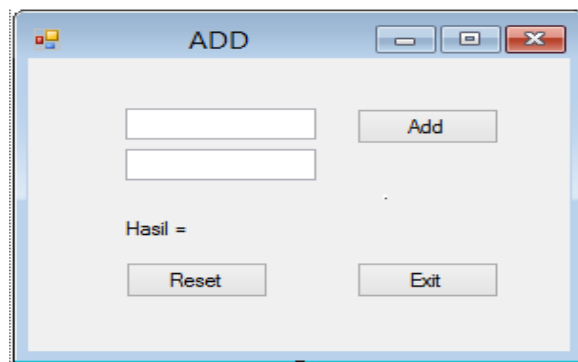 ADD
Add
Hasil =
Reset
Exit